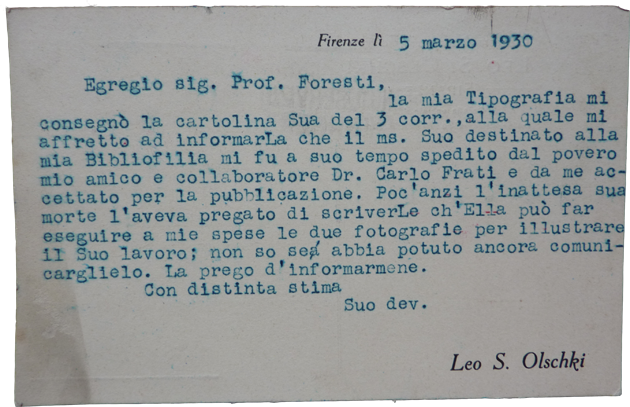 Firenze lì 5 marzo 1930
Egregio sig. Prof. Foresti,
la mia Tipografia mi
consegnò la cartolina Sua del 3 corr.,alla quale mi
affretto ad informarLa che il ms. Suo destinato alla
mia Bibliofilia mi fu a suo tempo spedito dal povero
mio amico e collaboratore Dr. Carlo Frati e da me ac-
cettato per la pubblicazione. Poc'anzi l'inattesa sua
morte l'aveva pregato di scriverLe ch'Ella può far
eseguire a mie spese le due fotografie per illustrare
il Suo lavoro; non so se abbia potuto ancora comuni-
carglielo. La prego d'informarmene.
Con distinta stima
Suo dev.
Leo S. Olschki